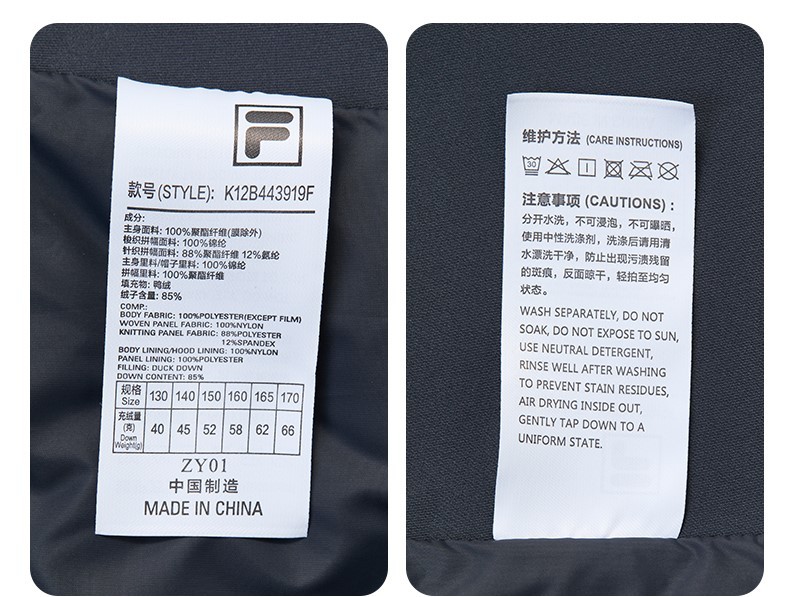 F
款号(STYLE): K12B443919F
成分:
主身面料: 100%聚酯纤维(膜除外)
梭织拼幅面料: 100%锦纶
针织拼幅面料: 88%聚酯纤维 12%氨纶
主身里料/帽子里料: 100%锦纶
拼幅里料: 100%聚酯纤维
填充物: 鸭绒
绒子含量: 85%
COMP.:
BODY FABRIC: 100%POLYESTER(EXCEPT FILM)
WOVEN PANEL FABRIC: 100%NYLON
KNITTING PANEL FABRIC: 88%POLYESTER
12%SPANDEX
BODY LINING/HOOD LINING: 100%NYLON
PANEL LINING: 100%POLYESTER
FILLING: DUCK DOWN
DOWN CONTENT: 85%
规格 Size 130 140 150 160 165 170
充绒量(克) Down Weight(g) 40 45 52 58 62 66
ZY01
中国制造
MADE IN CHINA
维护方法 (CARE INSTRUCTIONS)
30
注意事项 (CAUTIONS) :
分开水洗，不可浸泡，不可曝晒，
使用中性洗涤剂，洗涤后请用清
水漂洗干净，防止出现污渍残留
的斑痕，反面晾干，轻拍至均匀
状态。
WASH SEPARATELY, DO NOT
SOAK, DO NOT EXPOSE TO SUN,
USE NEUTRAL DETERGENT,
RINSE WELL AFTER WASHING
TO PREVENT STAIN RESIDUES,
AIR DRYING INSIDE OUT,
GENTLY TAP DOWN TO A
UNIFORM STATE.